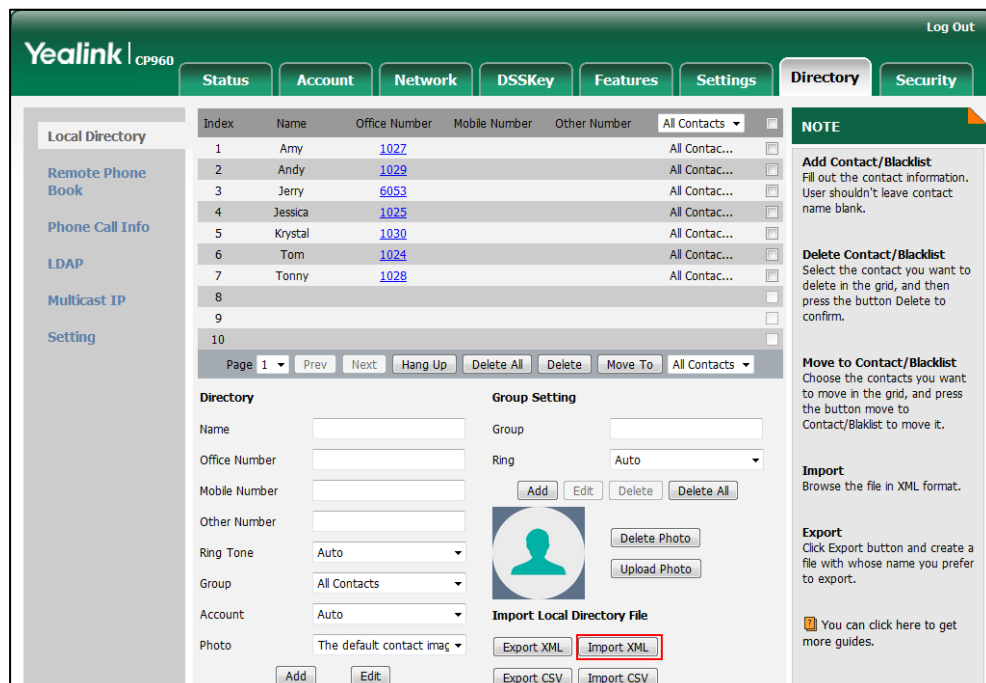 Log Out
Yealink CP960
Status Account Network DSSKey Features Settings Directory Security
Local Directory
Remote Phone
Book
Phone Call Info
LDAP
Multicast IP
Setting
Index Name Office Number Mobile Number Other Number All Contacts
1 Amy 1027 All Contac...
2 Andy 1029 All Contac...
3 Jerry 6053 All Contac...
4 Jessica 1025 All Contac...
5 Krystal 1030 All Contac...
6 Tom 1024 All Contac...
7 Tonny 1028 All Contac...
8
9
10
Page 1 Prev Next Hang Up Delete All Delete Move To All Contacts
Directory
Name
Office Number
Mobile Number
Other Number
Ring Tone Auto
Group All Contacts
Account Auto
Photo The default contact imag
Add Edit
Group Setting
Group
Ring Auto
Add Edit Delete Delete All
Delete Photo
Upload Photo
Import Local Directory File
Export XML Import XML
Export CSV Import CSV
NOTE
Add Contact/Blacklist
Fill out the contact information.
User shouldn't leave contact
name blank.
Delete Contact/Blacklist
Select the contact you want to
delete in the grid, and then
press the button Delete to
confirm.
Move to Contact/Blacklist
Choose the contacts you want
to move in the grid, and press
the button move to
Contact/Blaklist to move it.
Import
Browse the file in XML format.
Export
Click Export button and create a
file with whose name you prefer
to export.
? You can click here to get
more guides.